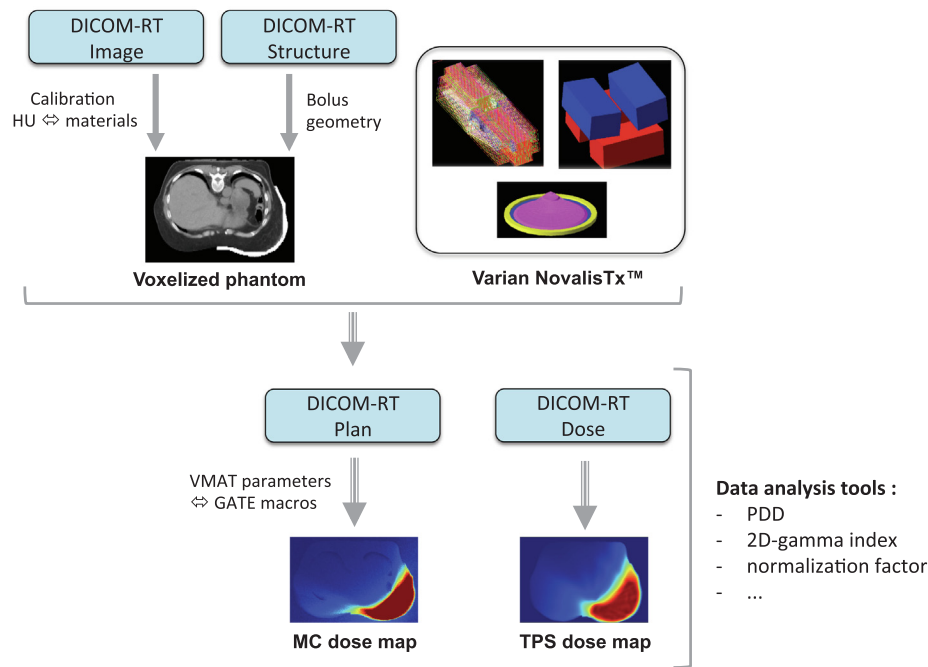 DICOM-RT
Image
DICOM-RT
Structure
Calibration
HU ⬄ materials
Bolus
geometry
Voxelized phantom
Varian NovalisTx™
DICOM-RT
Plan
DICOM-RT
Dose
VMAT parameters
⬄ GATE macros
MC dose map
TPS dose map
Data analysis tools :
- PDD
- 2D-gamma index
- normalization factor
- ...